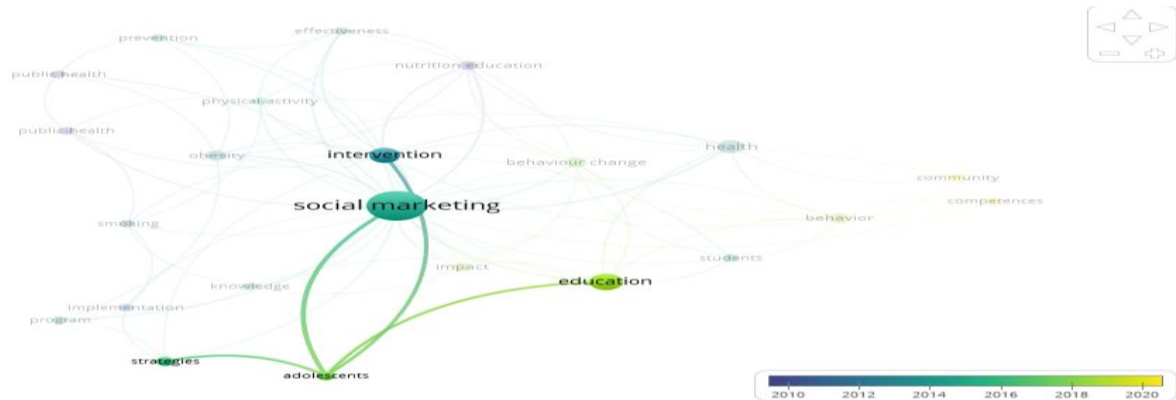 effectiveness
prevention
nutrition education
public health
physical activity
public health
health
intervention
obesity
behaviour change
community
competences
social marketing
behavior
smoking
students
impact
education
knowledge
implementation
program
strategies
adolescents
2010 2012 2014 2016 2018 2020